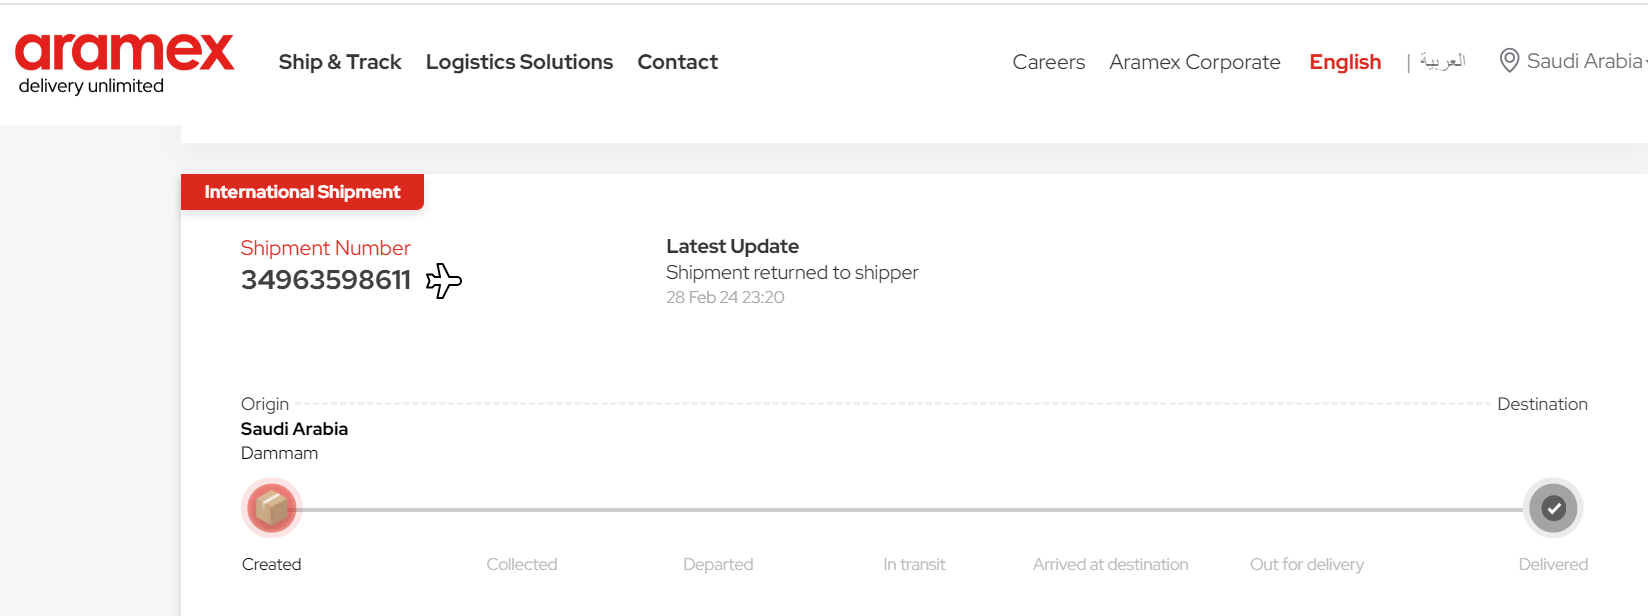 aramex
delivery unlimited
Ship & Track Logistics Solutions Contact
Careers Aramex Corporate English | العربية Saudi Arabia
International Shipment
Shipment Number
34963598611
Latest Update
Shipment returned to shipper
28 Feb 24 23:20
Origin Destination
Saudi Arabia
Dammam
Created Collected Departed In transit Arrived at destination Out for delivery Delivered